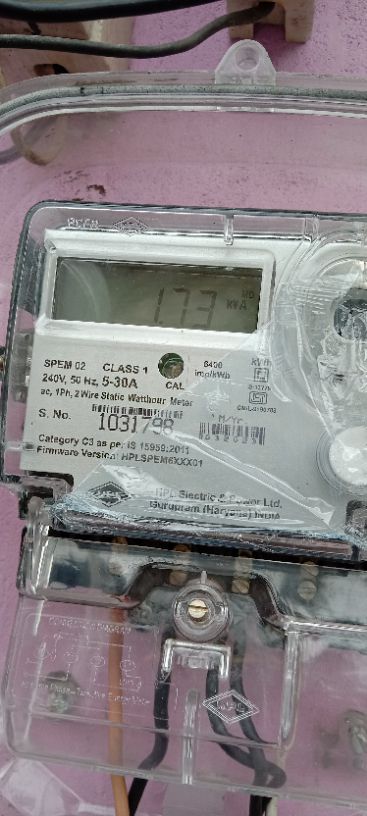 MD
1.73 kVA
SPEM 02 CLASS 1 6400 imp/kWh
240V, 50 Hz, 5-30A CAL
ac, 1Ph, 2 Wire Static Watthour Meter
S. No. 1031798
Category C3 as per IS 15959:2011
Firmware Version: HPLSPEM6XXX01
HPL Electric & Power Ltd.
Gurugram (Haryana) INDIA